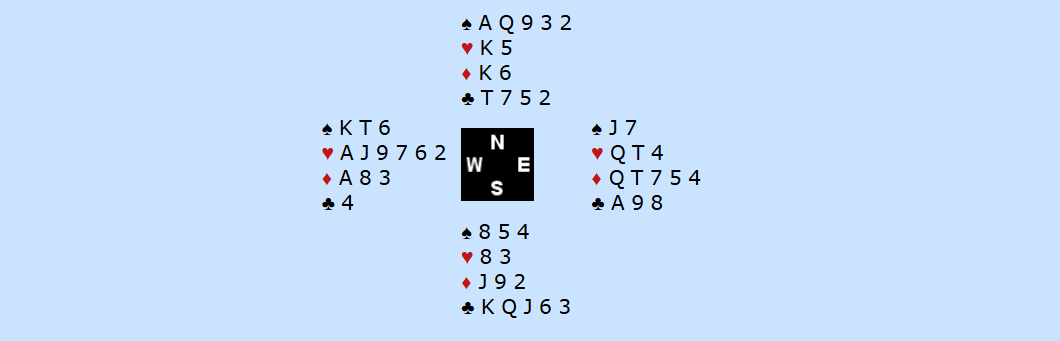 ♠ A Q 9 3 2
♥ K 5
♦ K 6
♣ T 7 5 2
♠ K T 6
♥ A J 9 7 6 2
♦ A 8 3
♣ 4
N
W E
S
♠ J 7
♥ Q T 4
♦ Q T 7 5 4
♣ A 9 8
♠ 8 5 4
♥ 8 3
♦ J 9 2
♣ K Q J 6 3